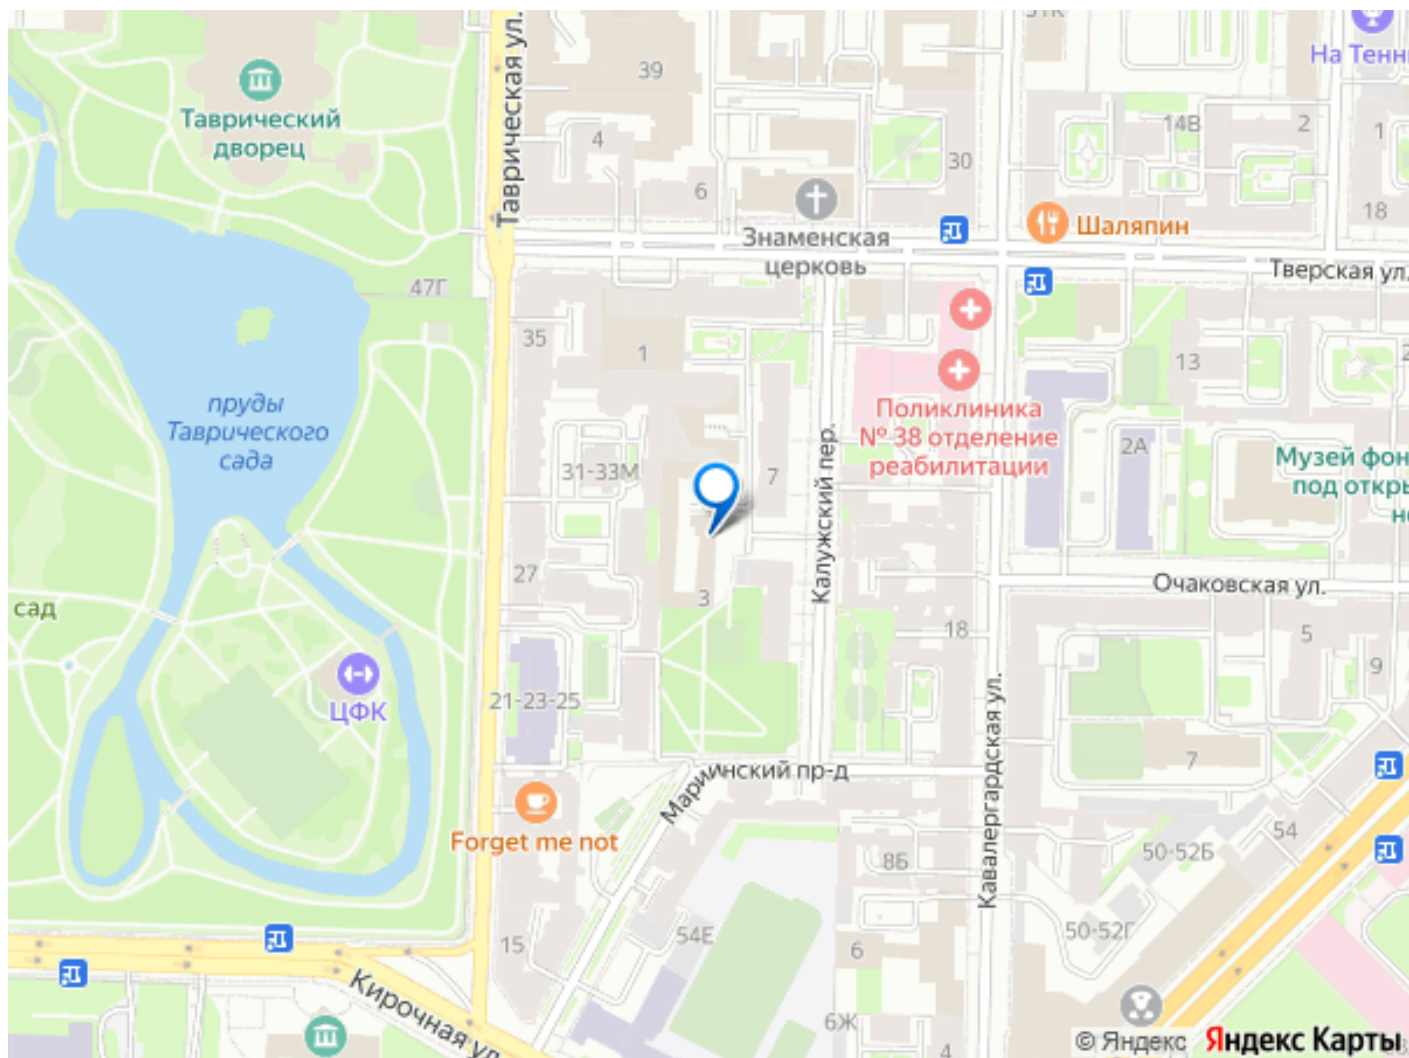 39
На Тенн
Таврический
дворец
Таврическая ул.
4
14В
2
1
30
6
18
Знаменская
церковь
Шаляпин
Тверская ул.
47Г
35
1
13
пруды
Таврического
сада
Поликлиника
№ 38 отделение
реабилитации
2А
Музей фон
под откры
не
31-33М
7
Калужский пер.
27
3
Очаковская ул.
сад
18
5
9
ЦФК
21-23-25
Кавалергардская ул.
7
Мариинский пр-д
Forget me not
54
8Б
50-52Б
15
54Е
50-52Г
6
Кирочная ул.
6Ж
4
© Яндекс Яндекс Карты